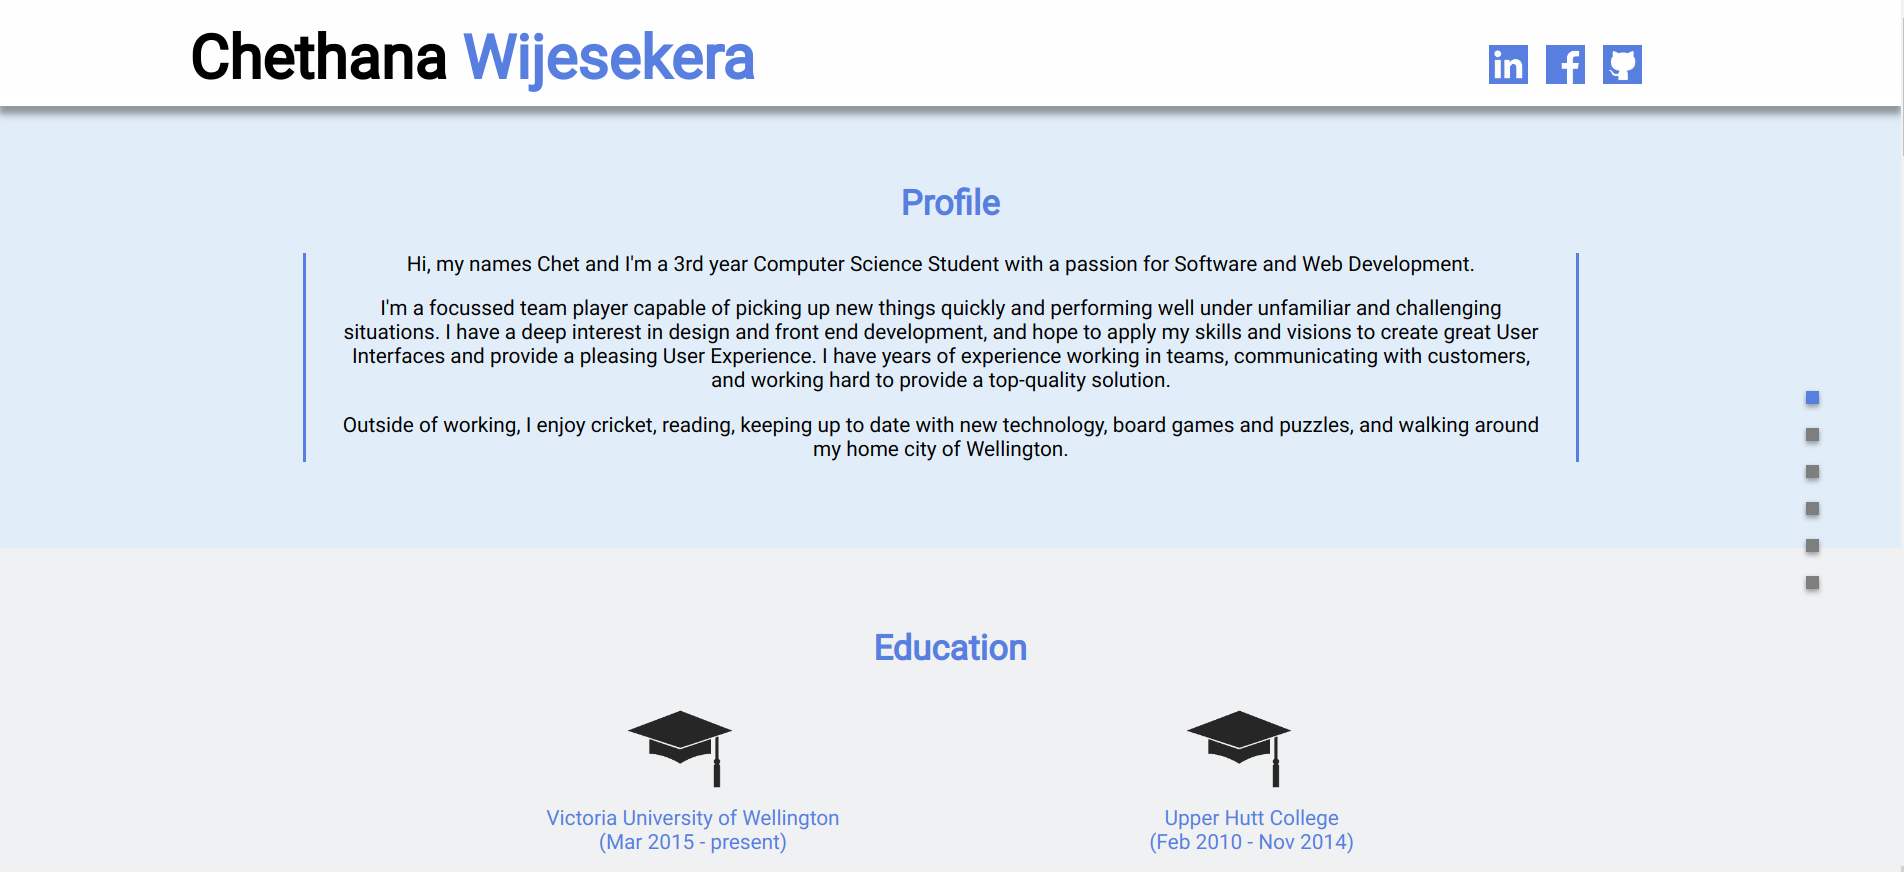 Chethana Wijesekera
in
Profile
Hi, my names Chet and I'm a 3rd year Computer Science Student with a passion for Software and Web Development.
I'm a focussed team player capable of picking up new things quickly and performing well under unfamiliar and challenging
situations. I have a deep interest in design and front end development, and hope to apply my skills and visions to create great User
Interfaces and provide a pleasing User Experience. I have years of experience working in teams, communicating with customers,
and working hard to provide a top-quality solution.
Outside of working, I enjoy cricket, reading, keeping up to date with new technology, board games and puzzles, and walking around
my home city of Wellington.
Education
Victoria University of Wellington
(Mar 2015 - present)
Upper Hutt College
(Feb 2010 - Nov 2014)